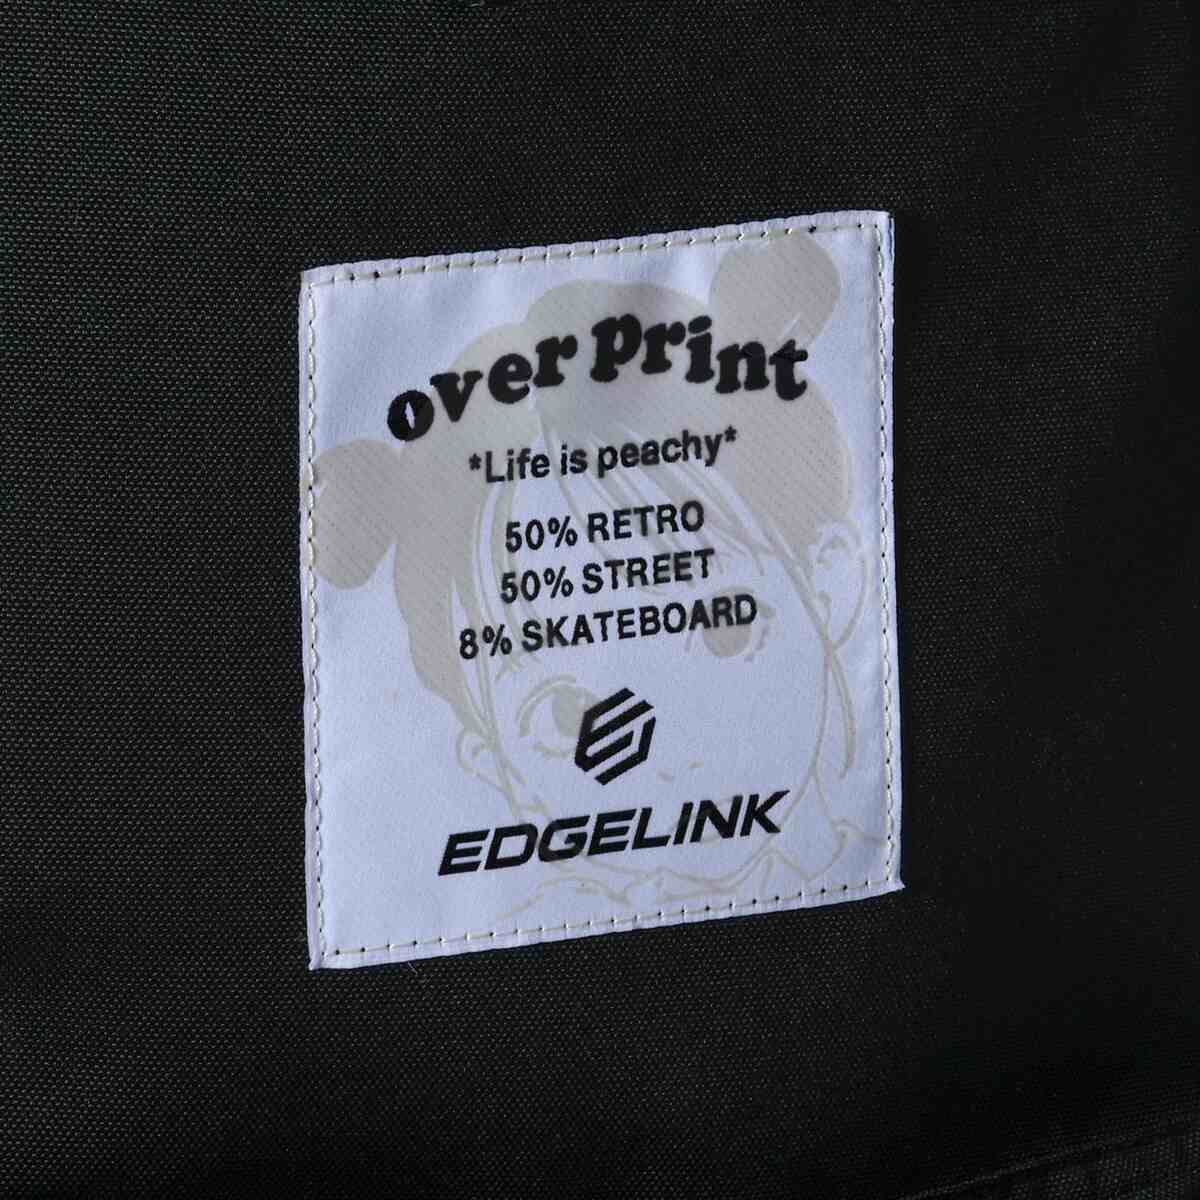 over print
*Life is peachy*
50% RETRO
50% STREET
8% SKATEBOARD
EDGELINK